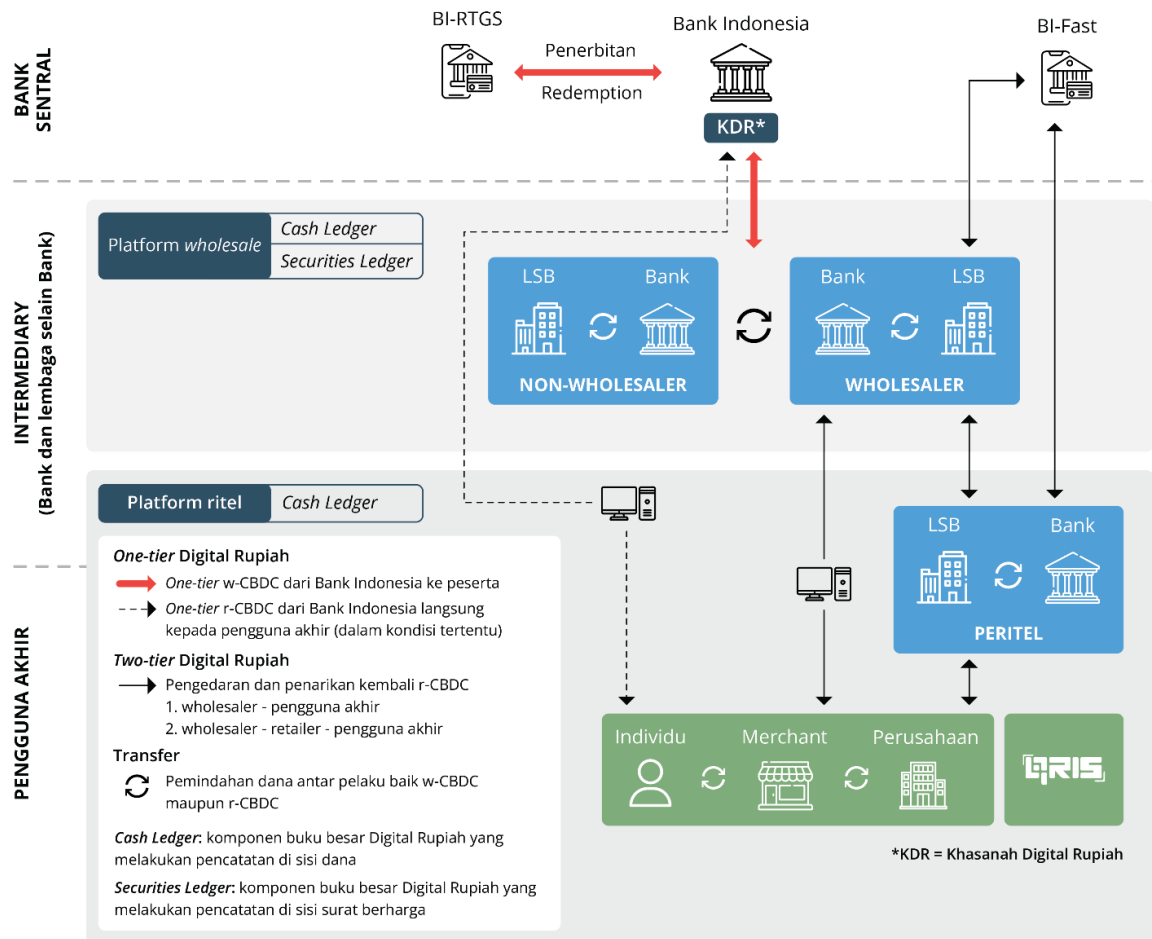 BI-RTGS
Bank Indonesia
BI-Fast
Penerbitan
Redemption
KDR*
BANK
SENTRAL
Platform wholesale
Cash Ledger
Securities Ledger
LSB
Bank
NON-WHOLESALER
Bank
LSB
WHOLESALER
INTERMEDIARY
(Bank dan lembaga selain Bank)
Platform ritel
Cash Ledger
LSB
Bank
PERITEL
PENGGUNA AKHIR
One-tier Digital Rupiah
One-tier w-CBDC dari Bank Indonesia ke peserta
One-tier r-CBDC dari Bank Indonesia langsung
kepada pengguna akhir (dalam kondisi tertentu)
Two-tier Digital Rupiah
Pengedaran dan penarikan kembali r-CBDC
1. wholesaler - pengguna akhir
2. wholesaler - retailer - pengguna akhir
Transfer
Pemindahan dana antar pelaku baik w-CBDC
maupun r-CBDC
Cash Ledger: komponen buku besar Digital Rupiah yang
melakukan pencatatan di sisi dana
Securities Ledger: komponen buku besar Digital Rupiah yang
melakukan pencatatan di sisi surat berharga
Individu
Merchant
Perusahaan
QRIS
*KDR = Khasanah Digital Rupiah